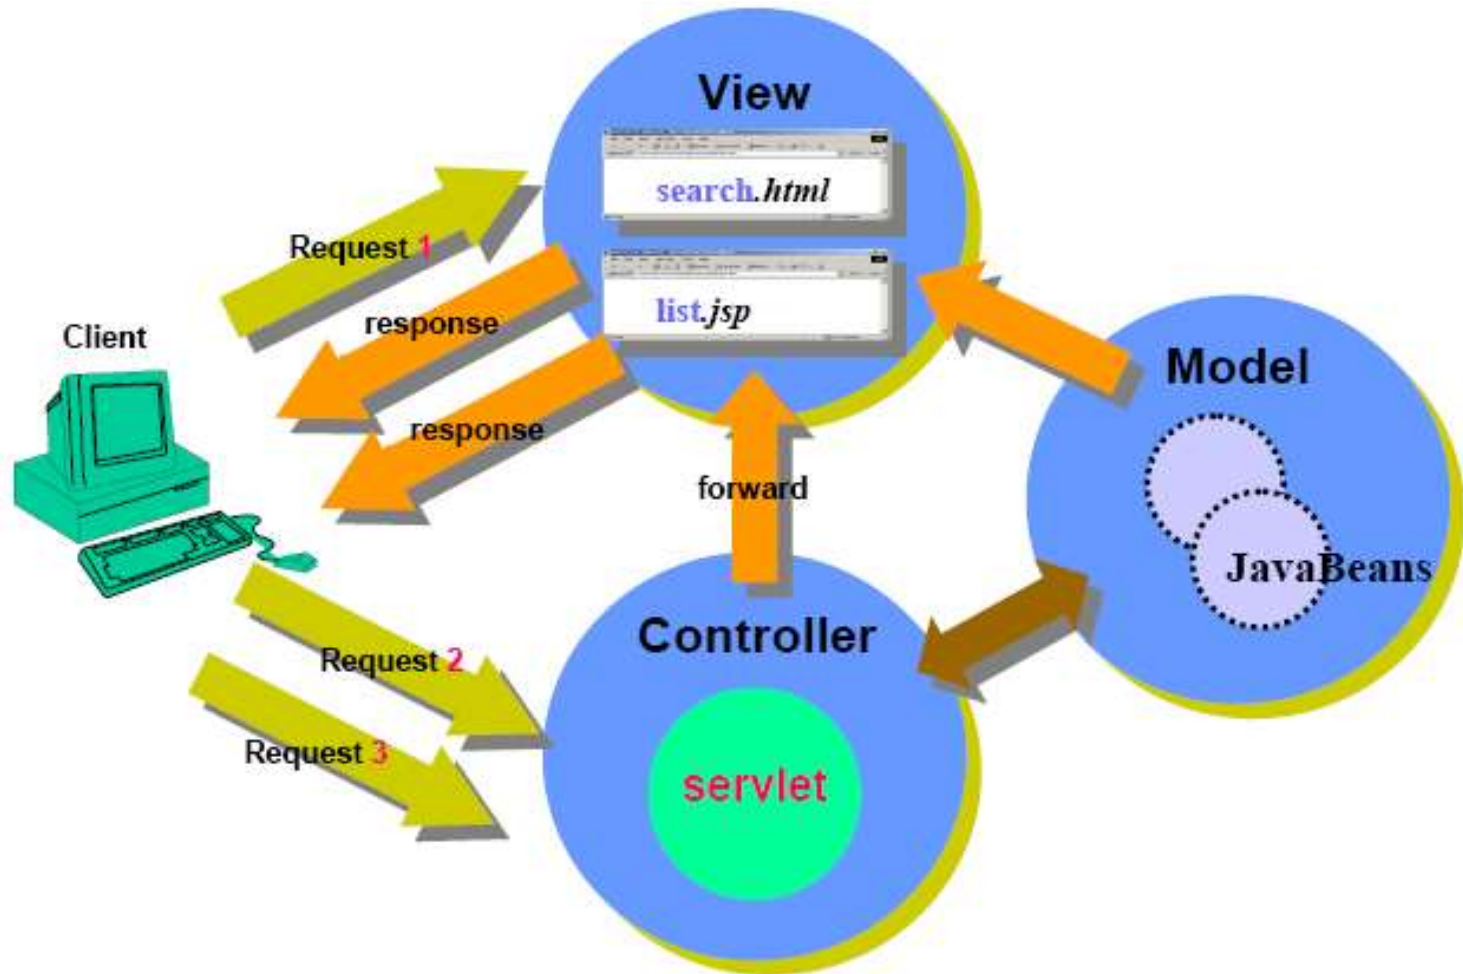 View
search.html
Request 1
response
list.jsp
Client
Model
response
forward
JavaBeans
Controller
Request 2
Request 3
servlet